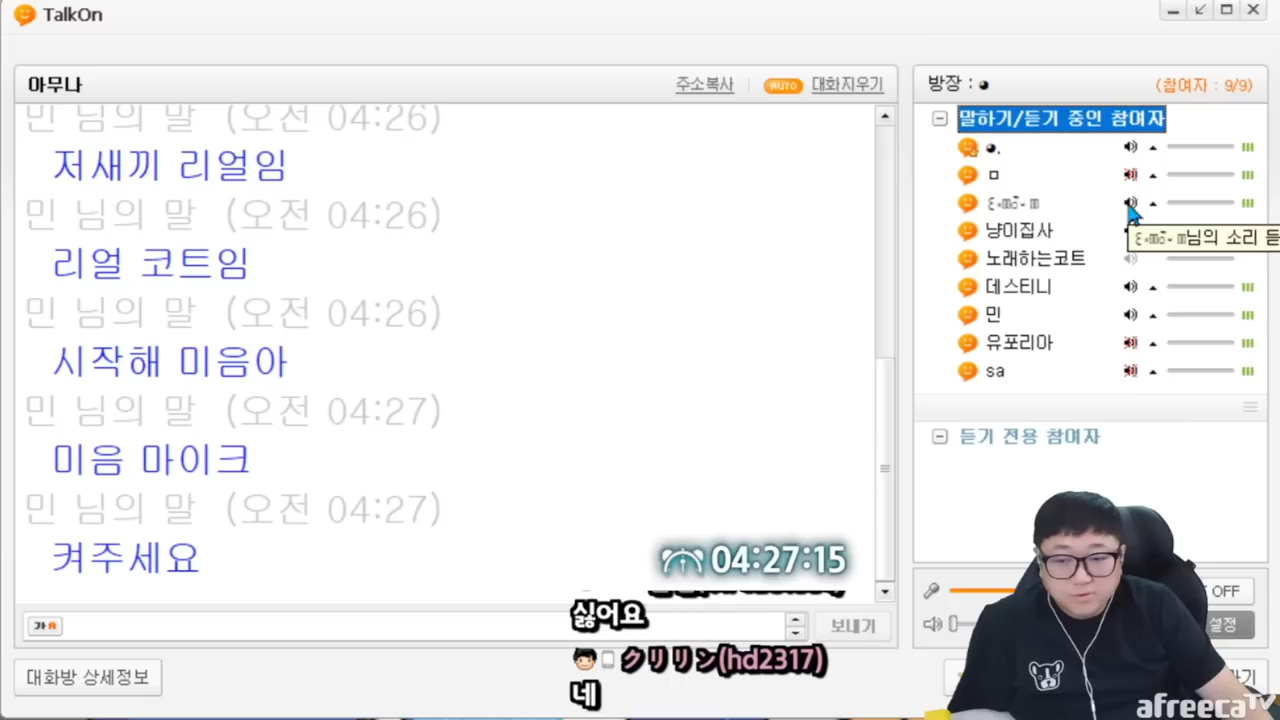 TalkOn
아무나
주소복사
AUTO
대화지우기
민 님의 말 (오전 04:26)
저새끼 리얼임
민 님의 말 (오전 04:26)
리얼 코트임
민 님의 말 (오전 04:26)
시작해 미음아
민 님의 말 (오전 04:27)
미음 마이크
민 님의 말 (오전 04:27)
켜주세요
가
보내기
대화방 상세정보
방장 :
(참여자 : 9/9)
말하기/듣기 중인 참여자
ㅁ
냥이집사
님의 소리 듣
노래하는코트
데스티니
민
유포리아
sa
듣기 전용 참여자
OFF
설정
04:27:15
싫어요
クリリン(hd2317)
네
afreecaTV